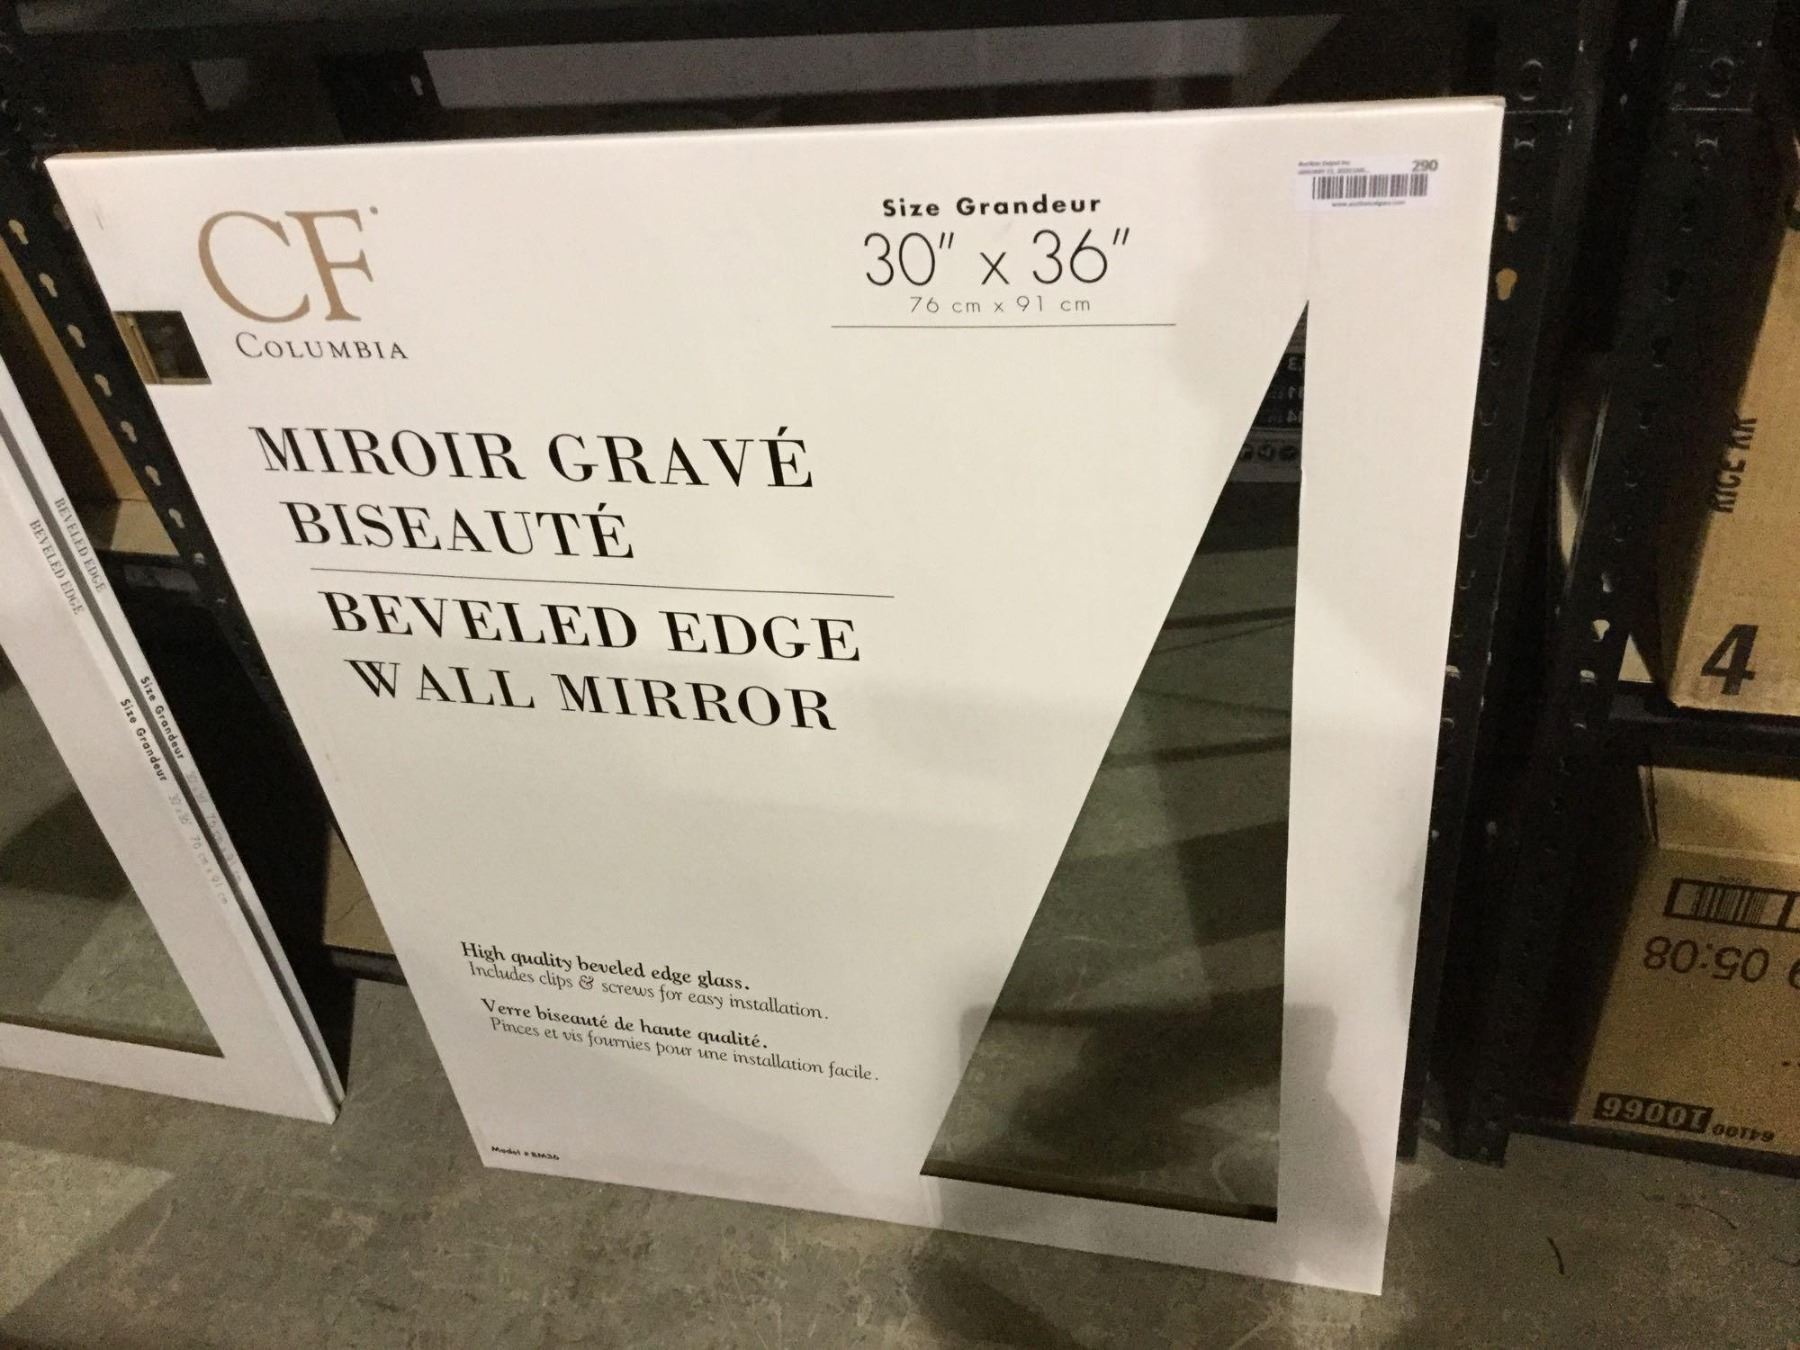 CF
COLUMBIA
Size Grandeur
30" x 36"
76 cm x 91 cm
290
MIROIR GRAVÉ
BISEAUTÉ
BEVELED EDGE
WALL MIRROR
High quality beveled edge glass.
Includes clips & screws for easy installation.
Verre biseauté de haute qualité.
Pinces et vis fournies pour une installation facile.
Model # BM36
BEVELED EDGE
Size Grandeur
BEVELED EDGE
Size Grandeur
4
05:08
10066